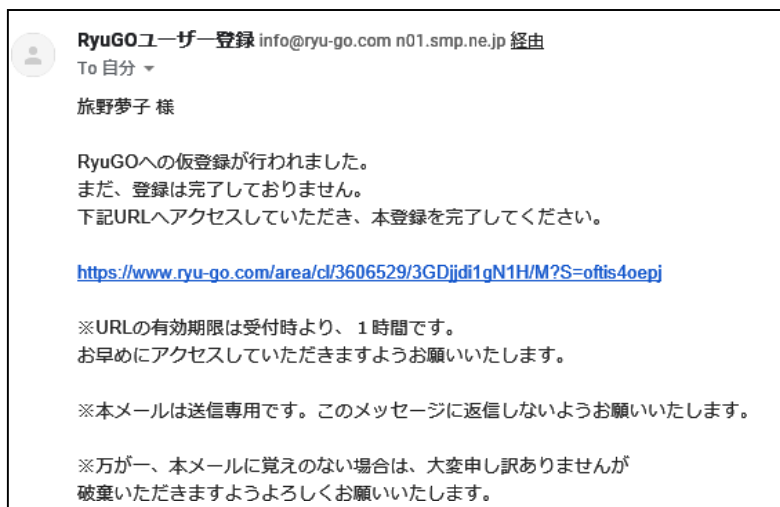 RyuGOユーザー登録 info@ryu-go.com n01.smp.ne.jp 経由
To 自分
旅野夢子 様
RyuGOへの仮登録が行われました。
まだ、登録は完了しておりません。
下記URLへアクセスしていただき、本登録を完了してください。
https://www.ryu-go.com/area/cl/3606529/3GDjjdi1gN1H/M?S=oftis4oepj
※URLの有効期限は受付時より、１時間です。
お早めにアクセスしていただきますようお願いいたします。
※本メールは送信専用です。このメッセージに返信しないようお願いいたします。
※万が一、本メールに覚えのない場合は、大変申し訳ありませんが
破棄いただきますようよろしくお願いいたします。